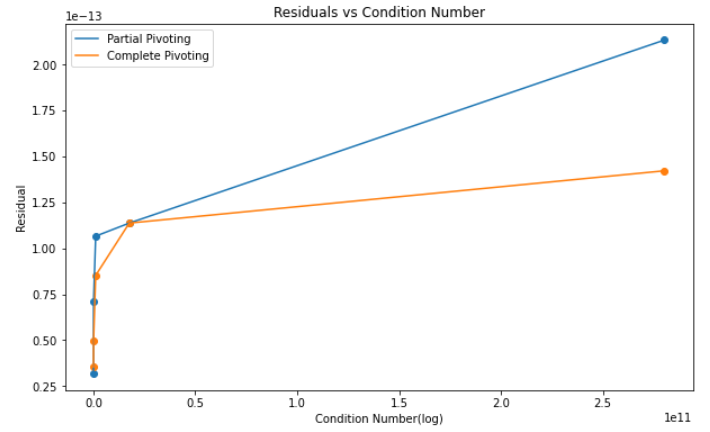 Residuals vs Condition Number
1e−13
Partial Pivoting
Complete Pivoting
2.00
1.75
1.50
1.25
1.00
0.75
0.50
0.25
Residual
0.0 0.5 1.0 1.5 2.0 2.5
1e11
Condition Number(log)